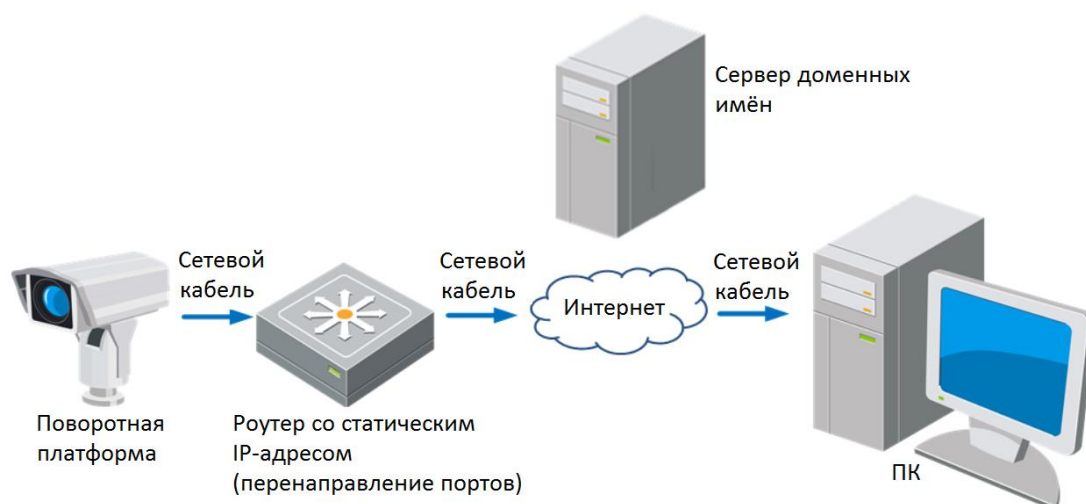 Сервер доменных
имён
Сетевой
кабель
Сетевой
кабель
Интернет
Сетевой
кабель
Поворотная
платформа
Роутер со статическим
IP-адресом
(перенаправление портов)
ПК